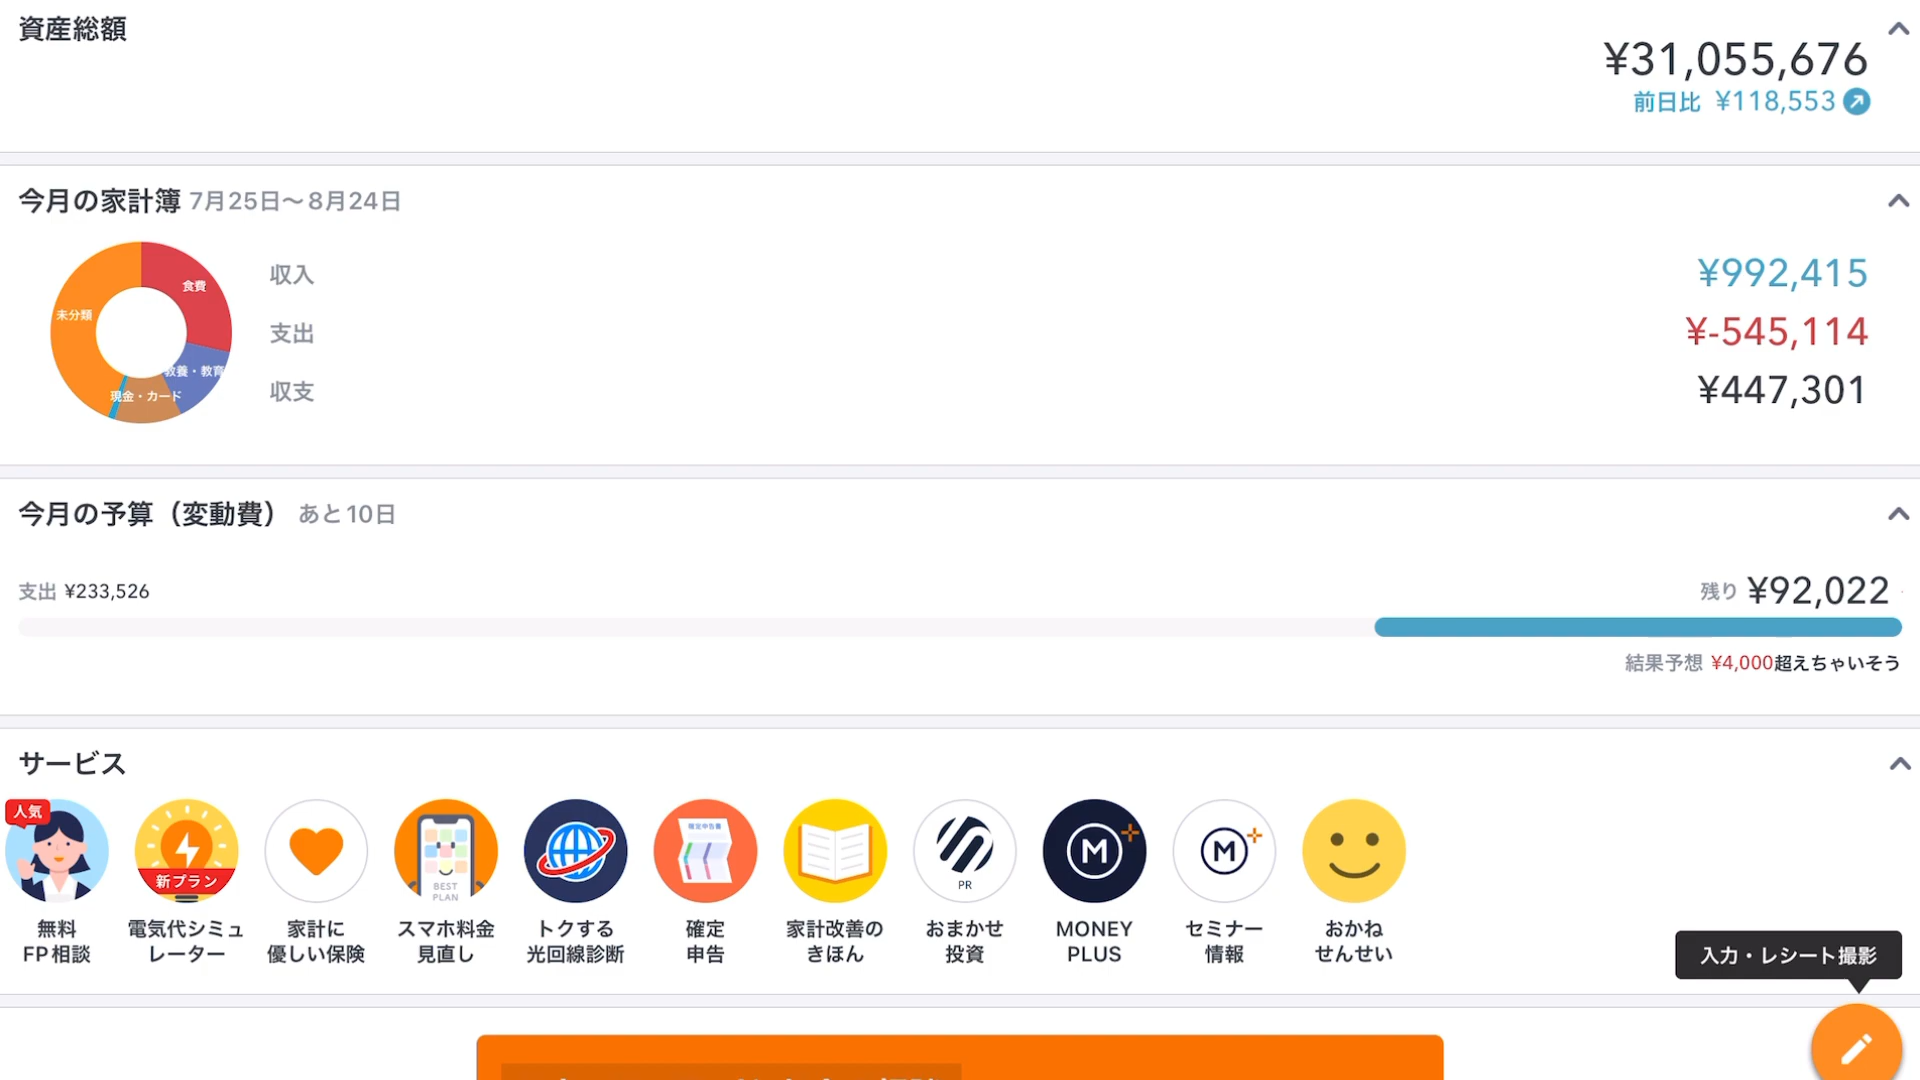 資産総額
¥31,055,676
前日比 ¥118,553
今月の家計簿 7月25日〜8月24日
食費
未分類
教養・教育
現金・カード
収入 ¥992,415
支出 ¥-545,114
収支 ¥447,301
今月の予算（変動費） あと10日
支出 ¥233,526
残り ¥92,022
結果予想 ¥4,000超えちゃいそう
サービス
人気
無料
FP相談
新プラン
電気代シミュ
レーター
家計に
優しい保険
BEST
PLAN
スマホ料金
見直し
トクする
光回線診断
確定申告書
確定
申告
家計改善の
きほん
PR
おまかせ
投資
M
MONEY
PLUS
M
セミナー
情報
おかね
せんせい
入力・レシート撮影